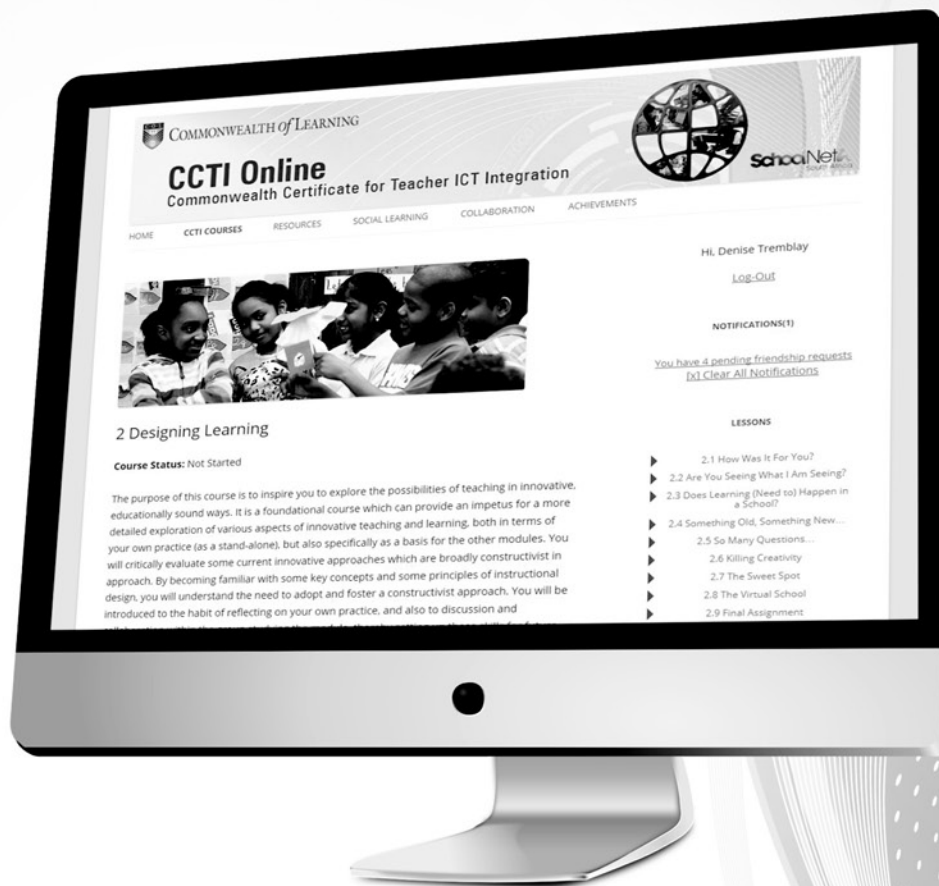 COL
COMMONWEALTH of LEARNING
CCTI Online
Commonwealth Certificate for Teacher ICT Integration
SchoolNet
South Africa
HOME CCTI COURSES RESOURCES SOCIAL LEARNING COLLABORATION ACHIEVEMENTS
2 Designing Learning
Course Status: Not Started
The purpose of this course is to inspire you to explore the possibilities of teaching in innovative,
educationally sound ways. It is a foundational course which can provide an impetus for a more
detailed exploration of various aspects of innovative teaching and learning, both in terms of
your own practice (as a stand-alone), but also specifically as a basis for the other modules. You
will critically evaluate some current innovative approaches which are broadly constructivist in
approach. By becoming familiar with some key concepts and some principles of instructional
design, you will understand the need to adopt and foster a constructivist approach. You will be
introduced to the habit of reflecting on your own practice, and also to discussion and
Hi, Denise Tremblay
Log-Out
NOTIFICATIONS(1)
You have 4 pending friendship requests
[x] Clear All Notifications
LESSONS
2.1 How Was It For You?
2.2 Are You Seeing What I Am Seeing?
2.3 Does Learning (Need to) Happen in
a School?
2.4 Something Old, Something New...
2.5 So Many Questions...
2.6 Killing Creativity
2.7 The Sweet Spot
2.8 The Virtual School
2.9 Final Assignment